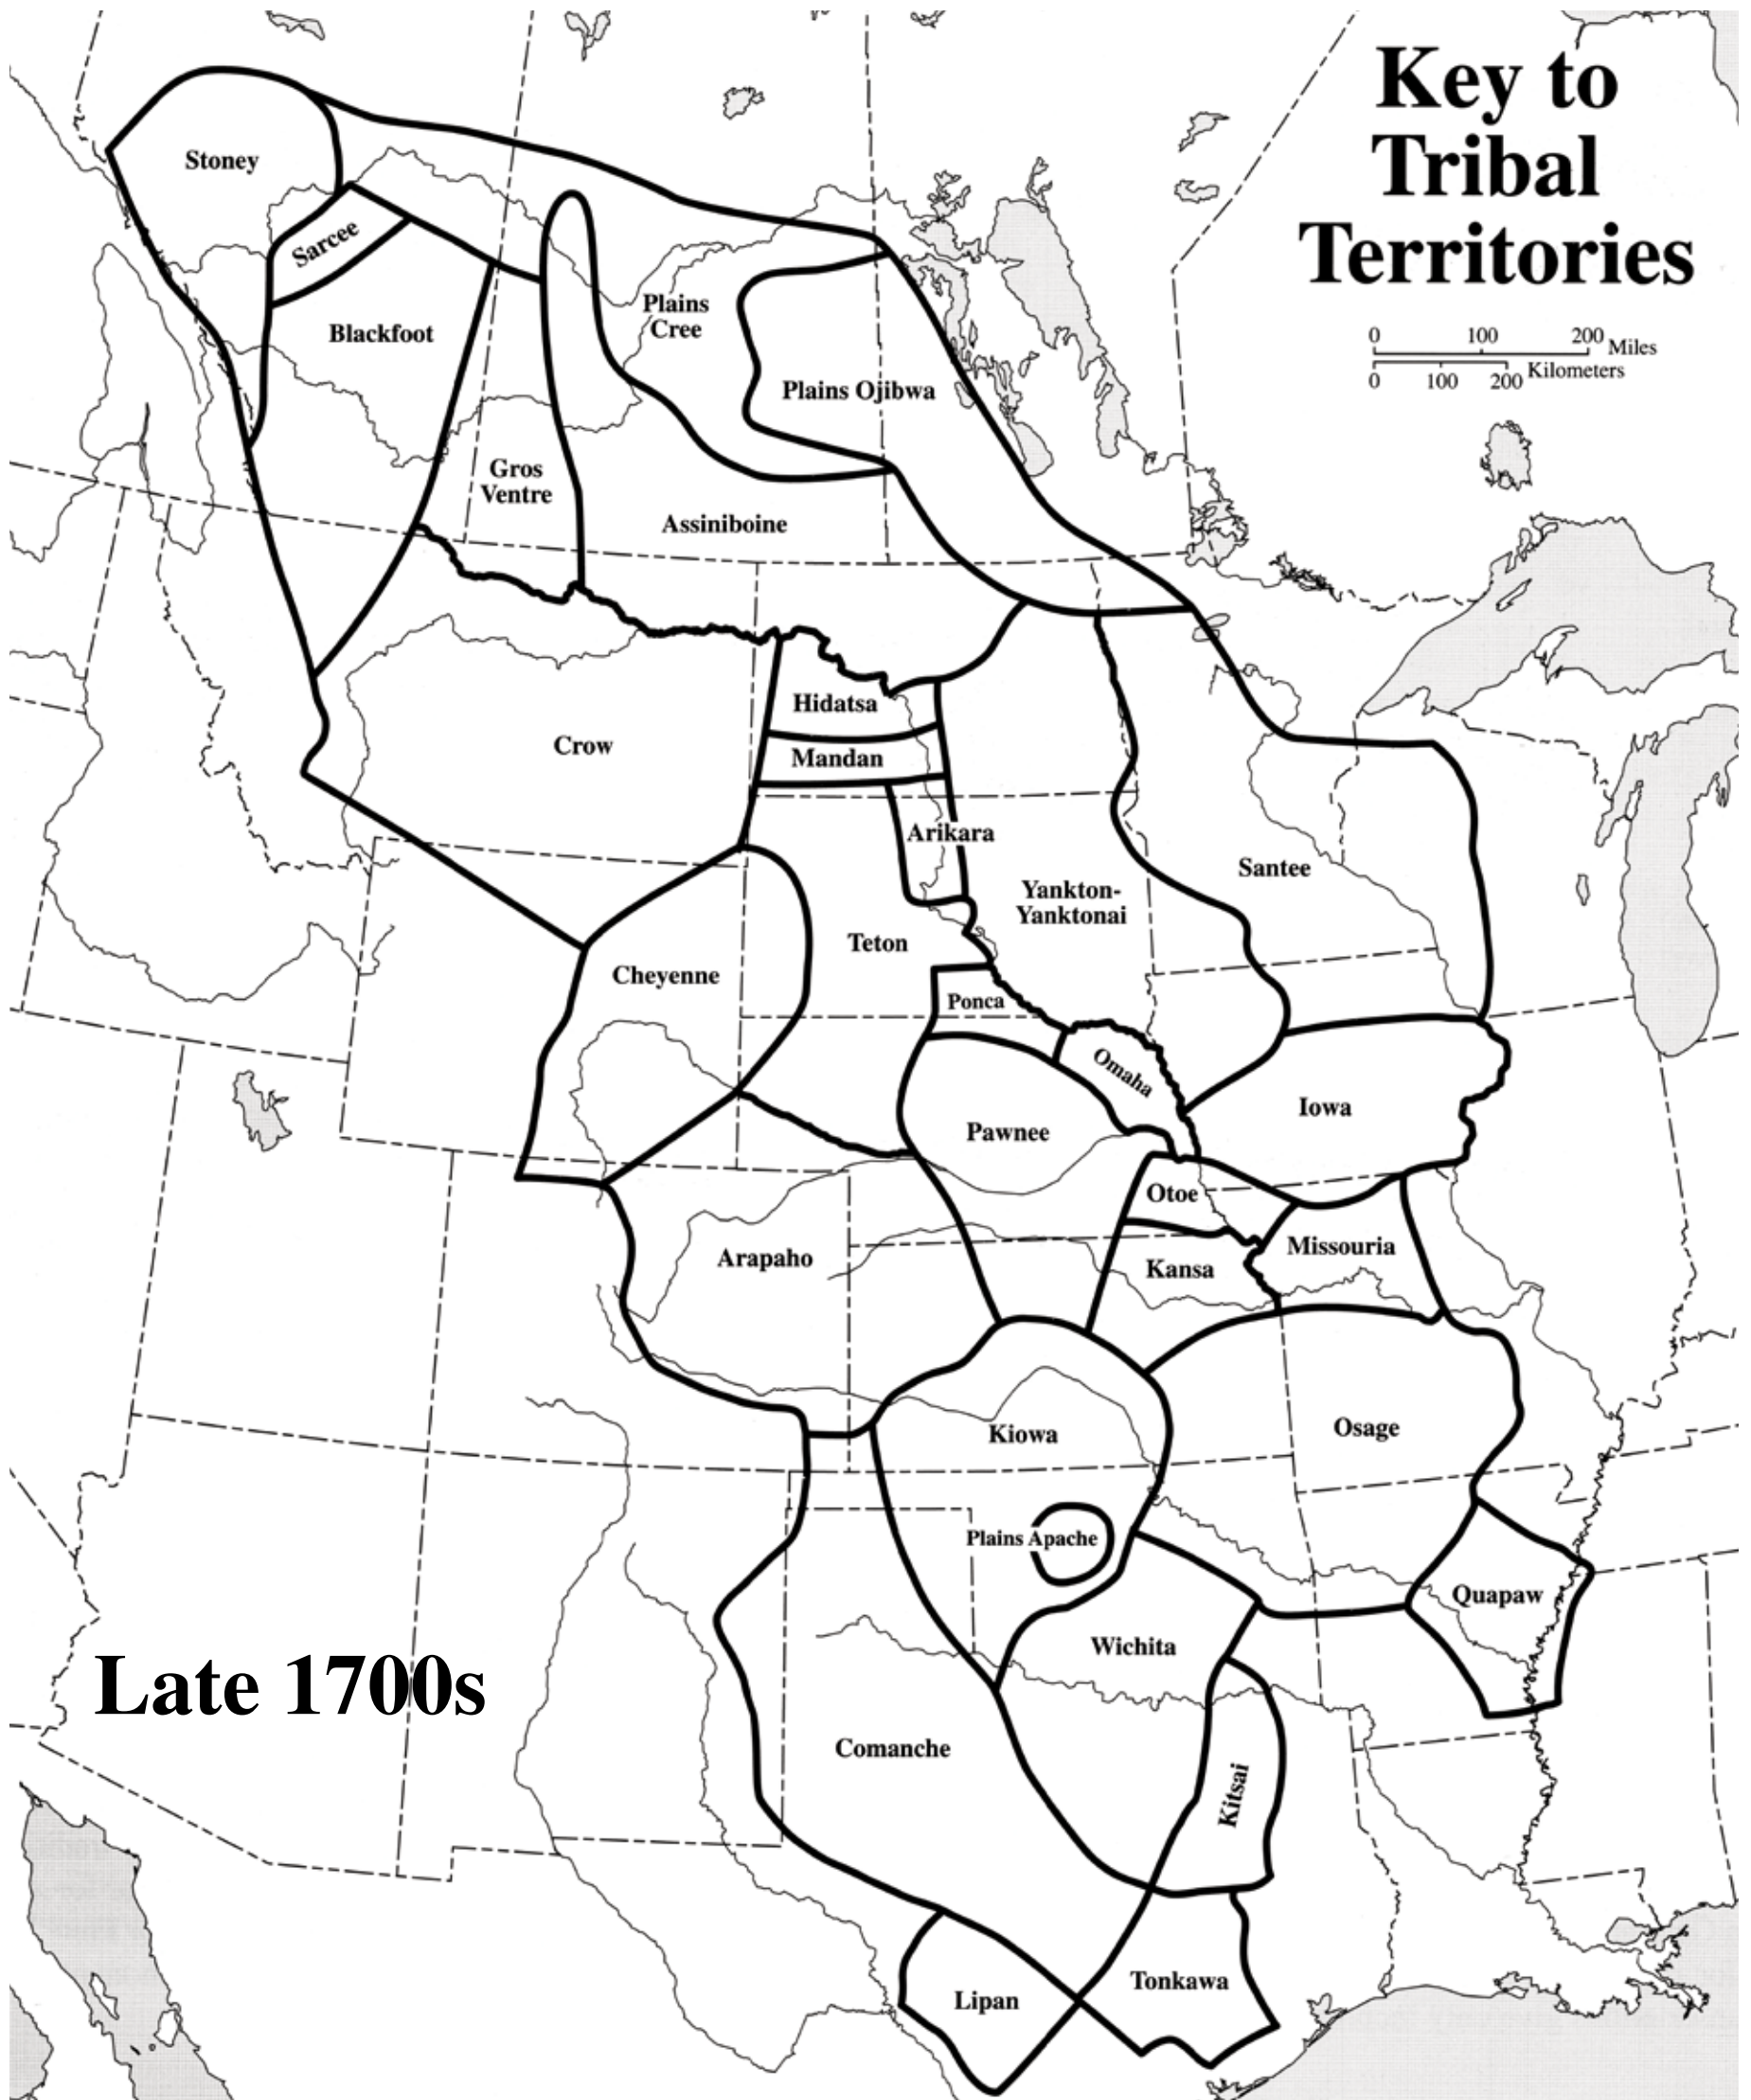 Key to
Tribal
Territories
0 100 200 Miles
0 100 200 Kilometers
Stoney
Sarcee
Blackfoot
Plains
Cree
Plains Ojibwa
Gros
Ventre
Assiniboine
Hidatsa
Crow
Mandan
Arikara
Santee
Yankton-
Yanktonai
Teton
Cheyenne
Ponca
Omaha
Iowa
Pawnee
Otoe
Missouria
Arapaho
Kansa
Osage
Kiowa
Plains Apache
Quapaw
Wichita
Late 1700s
Comanche
Kitsai
Tonkawa
Lipan